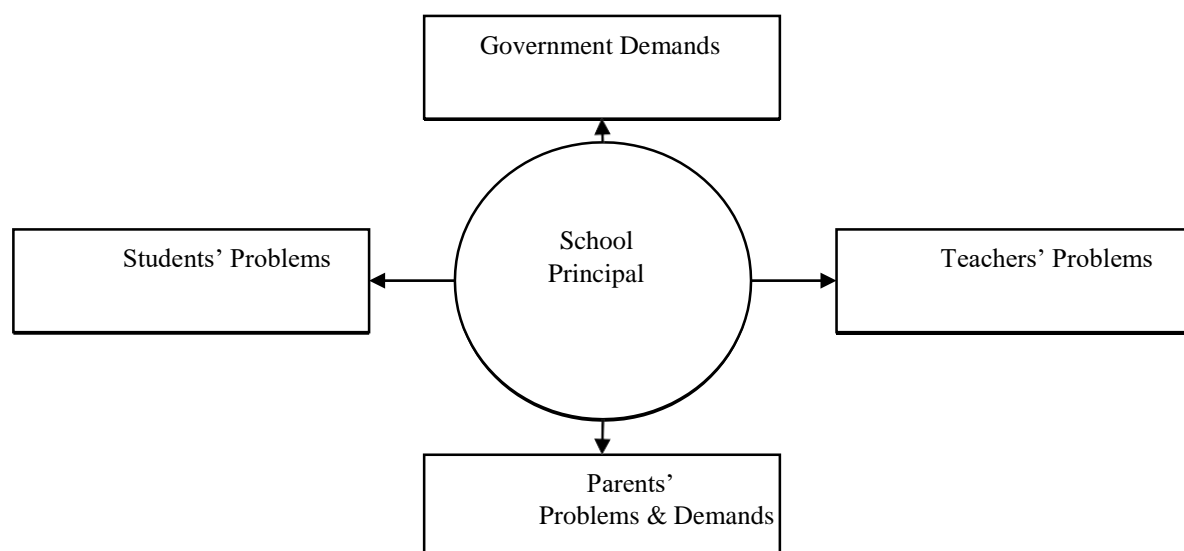 Government Demands
School
Principal
Students’ Problems
Teachers’ Problems
Parents’
Problems & Demands